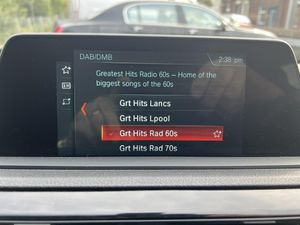 DAB/DMB
2:38 pm
Greatest Hits Radio 60s – Home of the
biggest songs of the 60s
Grt Hits Lancs
Grt Hits Lpool
Grt Hits Rad 60s
Grt Hits Rad 70s